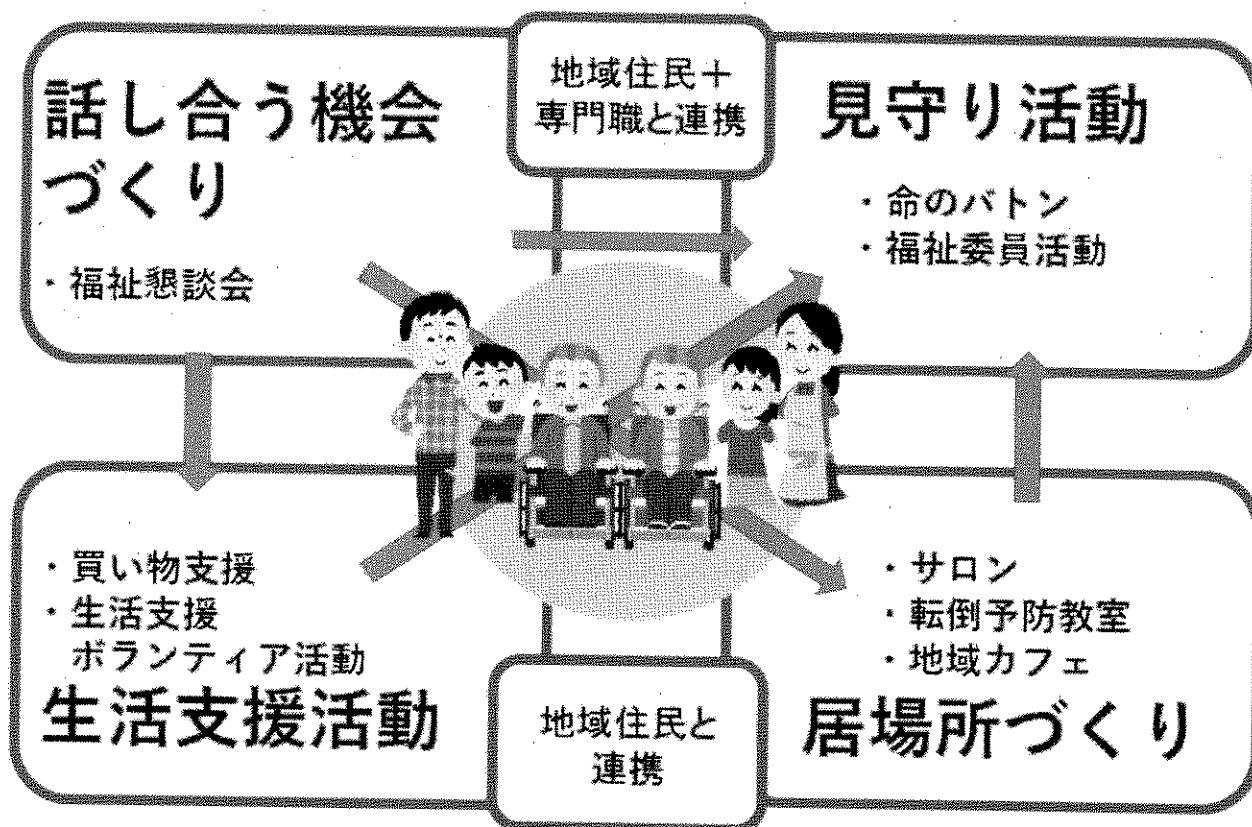 話し合う機会
づくり
・福祉懇談会
地域住民＋
専門職と連携
見守り活動
・命のバトン
・福祉委員活動
・買い物支援
・生活支援
ボランティア活動
生活支援活動
地域住民と
連携
・サロン
・転倒予防教室
・地域カフェ
居場所づくり